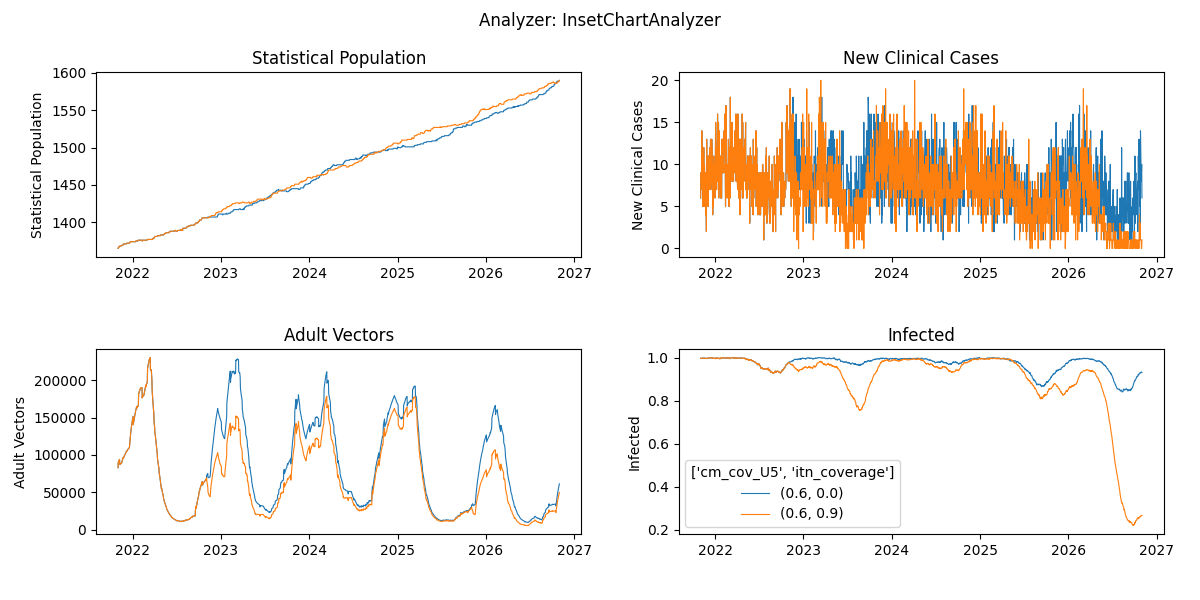 Analyzer: InsetChartAnalyzer
Statistical Population
Statistical Population
1600
1550
1500
1450
1400
2022 2023 2024 2025 2026 2027
New Clinical Cases
New Clinical Cases
20
15
10
5
0
2022 2023 2024 2025 2026 2027
Adult Vectors
Adult Vectors
200000
150000
100000
50000
0
2022 2023 2024 2025 2026 2027
Infected
Infected
1.0
0.8
0.6
0.4
0.2
['cm_cov_U5', 'itn_coverage']
(0.6, 0.0)
(0.6, 0.9)
2022 2023 2024 2025 2026 2027